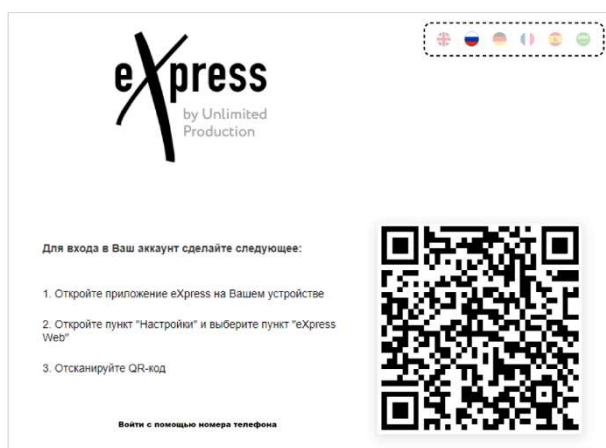 eXpress
by Unlimited
Production
Для входа в Ваш аккаунт сделайте следующее:
1. Откройте приложение eXpress на Вашем устройстве
2. Откройте пункт "Настройки" и выберите пункт "eXpress
Web"
3. Отсканируйте QR-код
Войти с помощью номера телефона